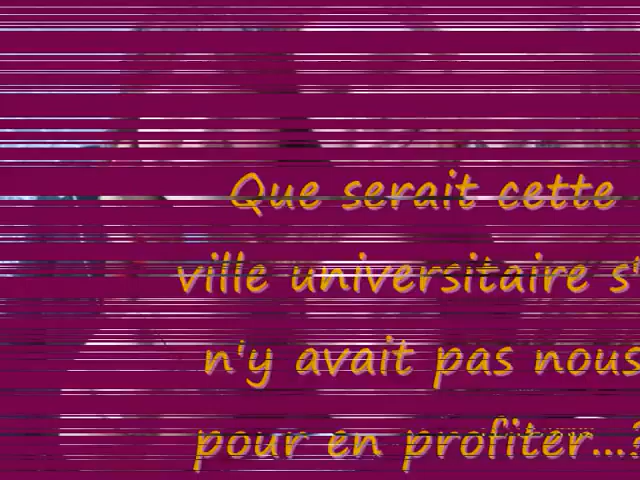 Que serait cette
ville universitaire s'
n'y avait pas nous
pour en profiter...?